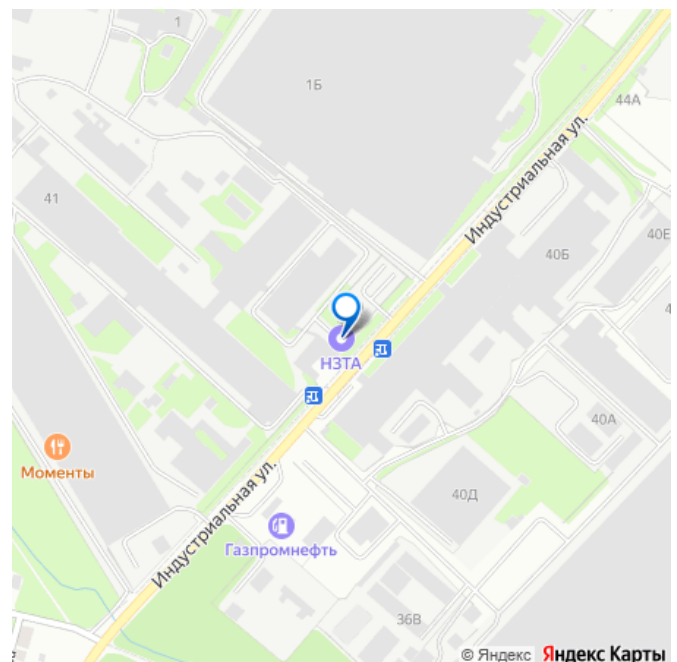 1
1Б
44А
Индустриальная ул.
41
40Е
40Б
4
НЗТА
40А
Моменты
40Д
Индустриальная ул.
Газпромнефть
36В
е
© Яндекс Яндекс Карты